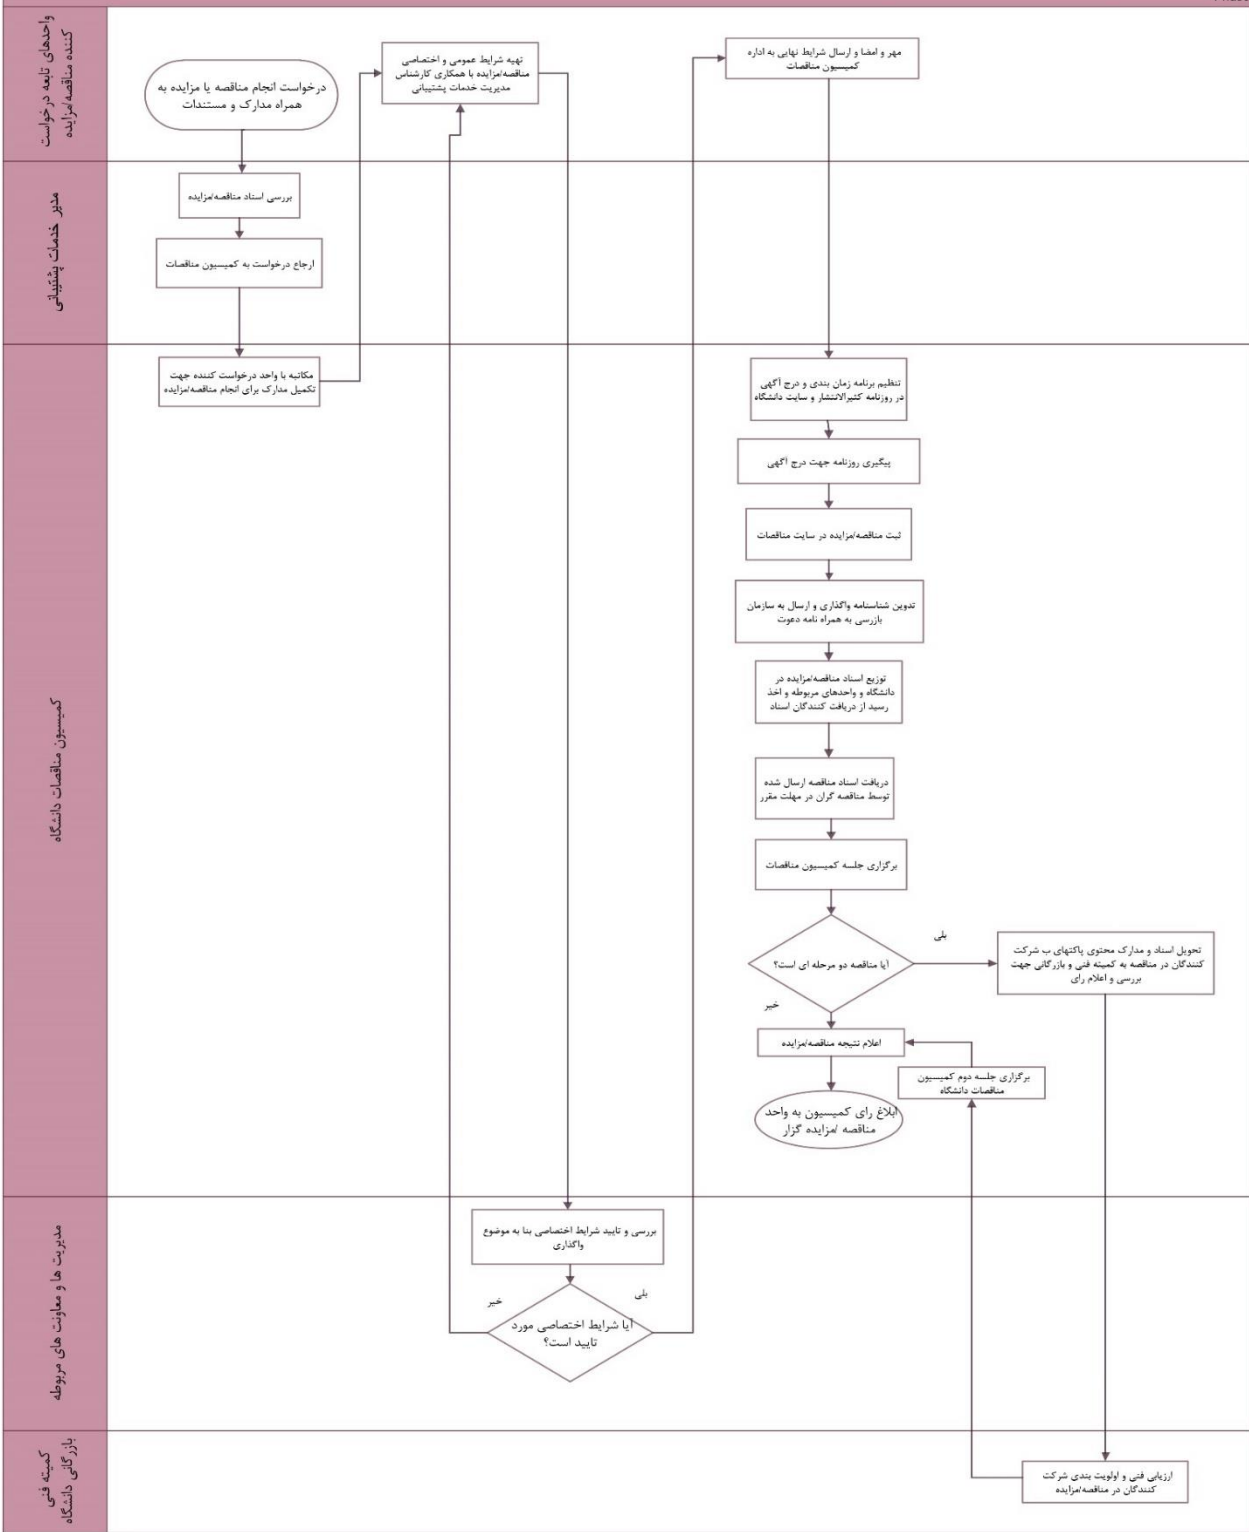 واحدهای تابعه درخواست
کننده مناقصه/مزایده
درخواست انجام مناقصه یا مزایده به
همراه مدارک و مستندات
تهیه شرایط عمومی و اختصاصی
مناقصه/مزایده با همکاری کارشناس
مدیریت خدمات پشتیبانی
مهر و امضا و ارسال شرایط نهایی به اداره
کمیسیون مناقصات
مدیر خدمات پشتیبانی
بررسی اسناد مناقصه/مزایده
ارجاع درخواست به کمیسیون مناقصات
کمیسیون مناقصات دانشگاه
مکاتبه با واحد درخواست کننده جهت
تکمیل مدارک برای انجام مناقصه/مزایده
تنظیم برنامه زمان بندی و درج آگهی
در روزنامه کثیرالانتشار و سایت دانشگاه
پیگیری روزنامه جهت درج آگهی
ثبت مناقصه/مزایده در سایت مناقصات
تدوین شناسنامه واگذاری و ارسال به سازمان
بازرسی به همراه نامه دعوت
توزیع اسناد مناقصه/مزایده در
دانشگاه و واحدهای مربوطه و اخذ
رسید از دریافت کنندگان اسناد
دریافت اسناد مناقصه ارسال شده
توسط مناقصه گران در مهلت مقرر
برگزاری جلسه کمیسیون مناقصات
آیا مناقصه دو مرحله ای است؟
بلی
خیر
تحویل اسناد و مدارک محتوی پاکتهای ب شرکت
کنندگان در مناقصه به کمیته فنی و بازرگانی جهت
بررسی و اعلام رای
اعلام نتیجه مناقصه/مزایده
برگزاری جلسه دوم کمیسیون
مناقصات دانشگاه
ابلاغ رای کمیسیون به واحد
مناقصه /مزایده گزار
مدیریت ها و معاونت های مربوطه
بررسی و تایید شرایط اختصاصی بنا به موضوع
واگذاری
آیا شرایط اختصاصی مورد
تایید است؟
بلی
خیر
کمیته فنی
بازرگانی دانشگاه
ارزیابی فنی و اولویت بندی شرکت
کنندگان در مناقصه/مزایده